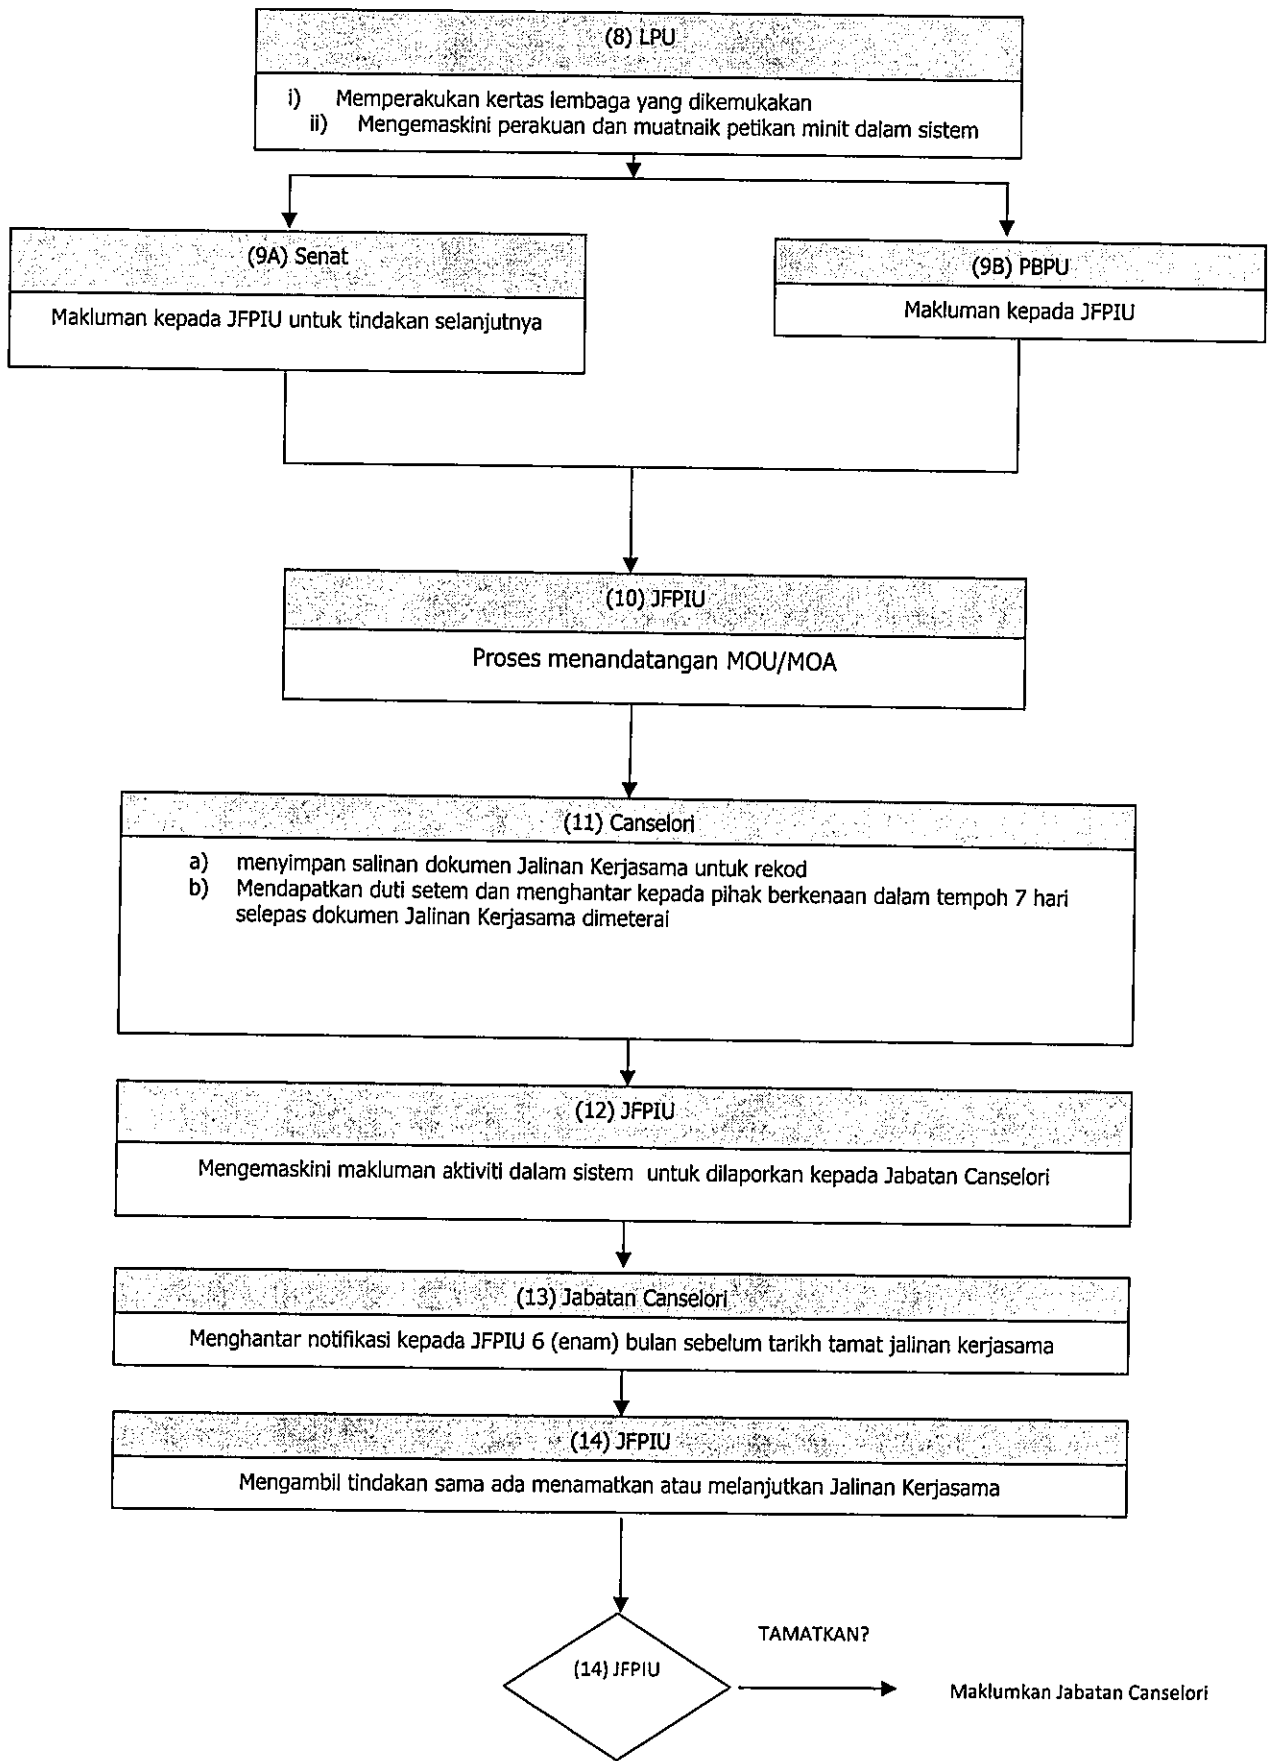 (8) LPU
i) Memperakukan kertas lembaga yang dikemukakan
ii) Mengemaskini perakuan dan muatnaik petikan minit dalam sistem
(9A) Senat
Makluman kepada JFPIU untuk tindakan selanjutnya
(9B) PBPU
Makluman kepada JFPIU
(10) JFPIU
Proses menandatangan MOU/MOA
(11) Canselori
a) menyimpan salinan dokumen Jalinan Kerjasama untuk rekod
b) Mendapatkan duti setem dan menghantar kepada pihak berkenaan dalam tempoh 7 hari
selepas dokumen Jalinan Kerjasama dimeterai
(12) JFPIU
Mengemaskini makluman aktiviti dalam sistem untuk dilaporkan kepada Jabatan Canselori
(13) Jabatan Canselori
Menghantar notifikasi kepada JFPIU 6 (enam) bulan sebelum tarikh tamat jalinan kerjasama
(14) JFPIU
Mengambil tindakan sama ada menamatkan atau melanjutkan Jalinan Kerjasama
TAMATKAN?
(14) JFPIU
Maklumkan Jabatan Canselori